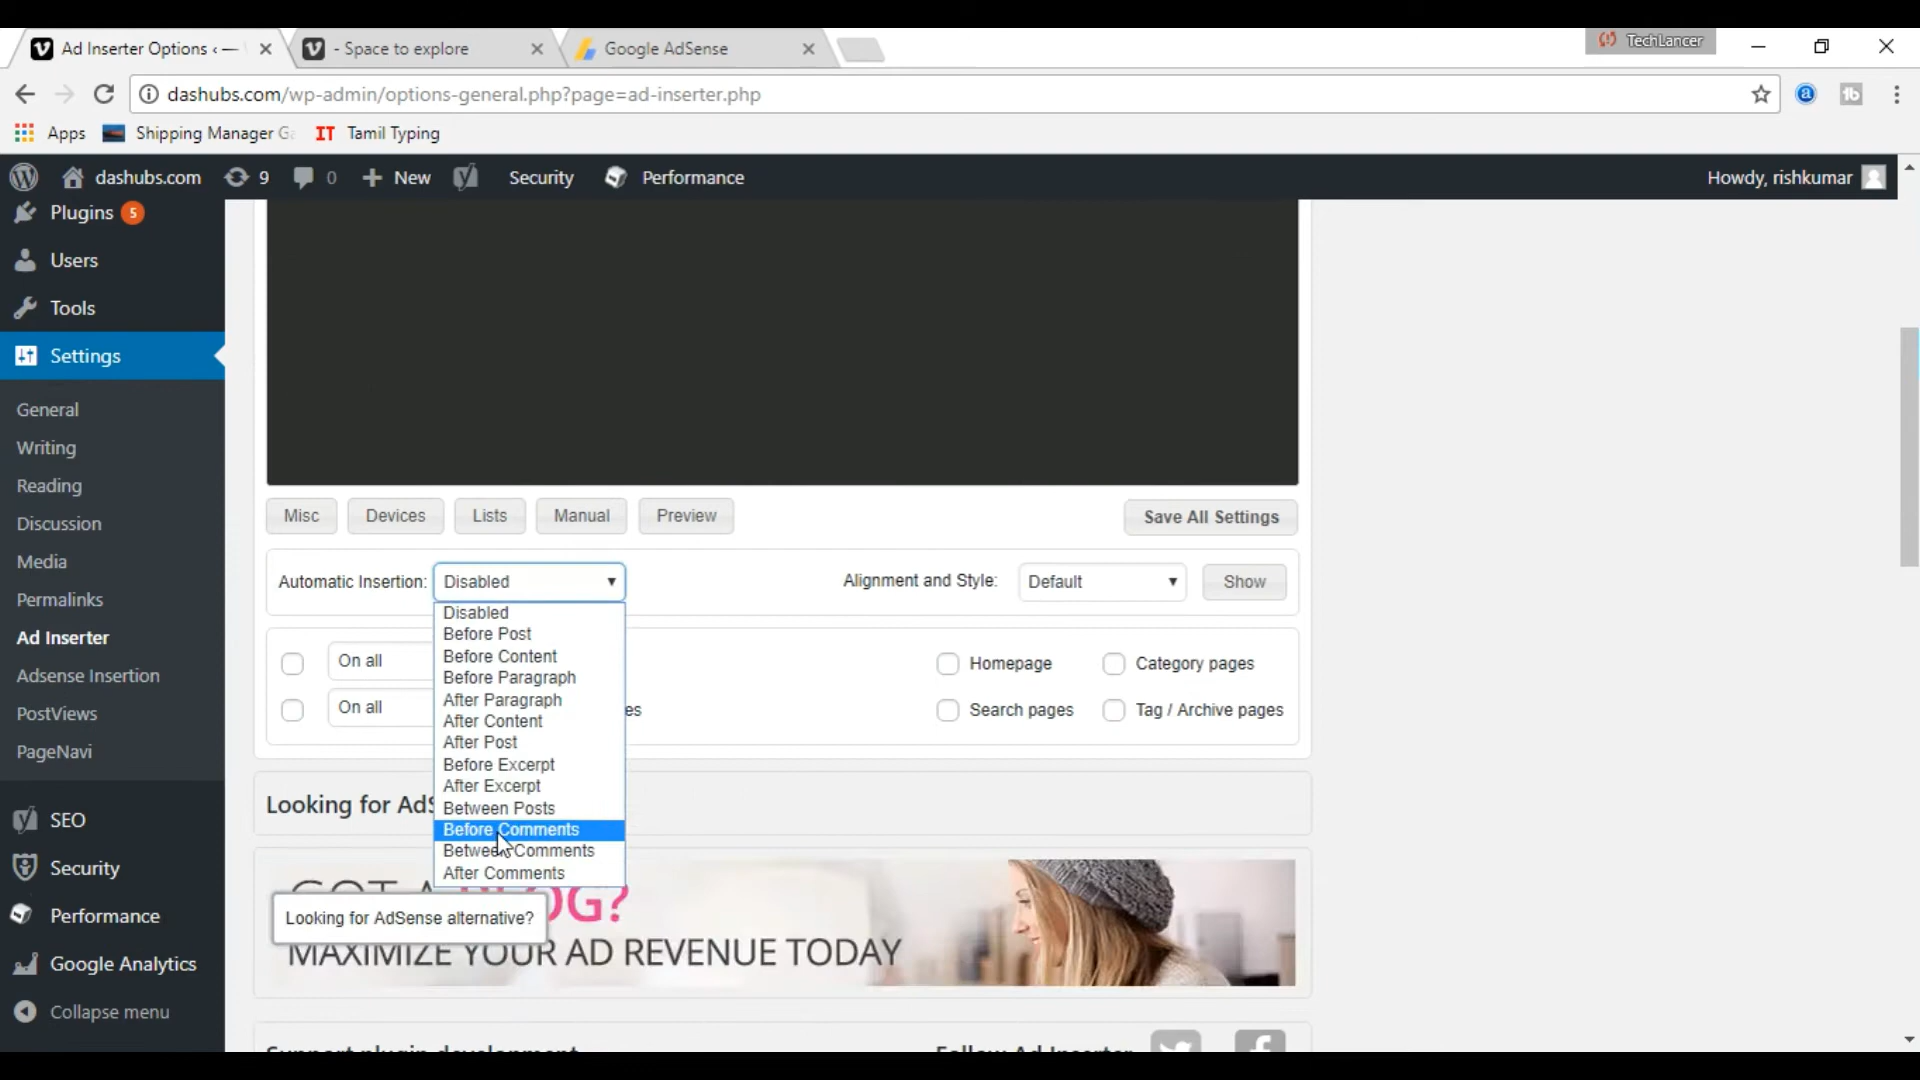 Ad Inserter Options ‹ —
- Space to explore
Google AdSense
TechLancer
dashubs.com/wp-admin/options-general.php?page=ad-inserter.php
Apps
Shipping Manager
IT
Tamil Typing
dashubs.com
9
0
New
Security
Performance
Howdy, rishkumar
Plugins 5
Users
Tools
Settings
General
Writing
Reading
Discussion
Media
Permalinks
Ad Inserter
Adsense Insertion
PostViews
PageNavi
SEO
Security
Performance
Google Analytics
Collapse menu
Misc
Devices
Lists
Manual
Preview
Save All Settings
Automatic Insertion:
Disabled
Alignment and Style:
Default
Show
Disabled
Before Post
Before Content
Before Paragraph
After Paragraph
After Content
After Post
Before Excerpt
After Excerpt
Between Posts
Before Comments
Between Comments
After Comments
On all
Homepage
Category pages
On all
Search pages
Tag / Archive pages
Looking for
Looking for AdSense alternative?
MAXIMIZE YOUR AD REVENUE TODAY